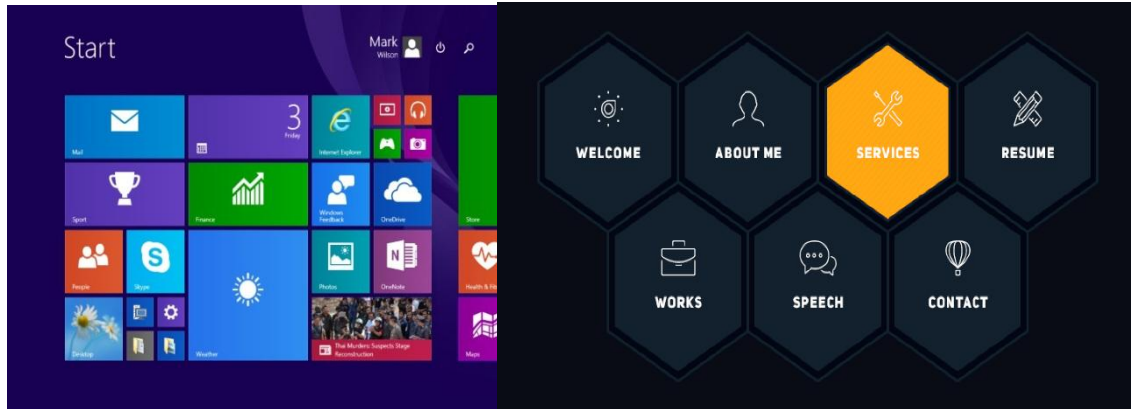 Start
Mark
Wilson
3
Friday
Mail
Internet Explorer
Sport
Finance
Windows
Feedback
OneDrive
Store
People
Skype
Photos
OneNote
Health & Fit
Desktop
Weather
Thai Murders: Suspects Stage
Reconstruction
Maps
WELCOME
ABOUT ME
SERVICES
RESUME
WORKS
SPEECH
CONTACT